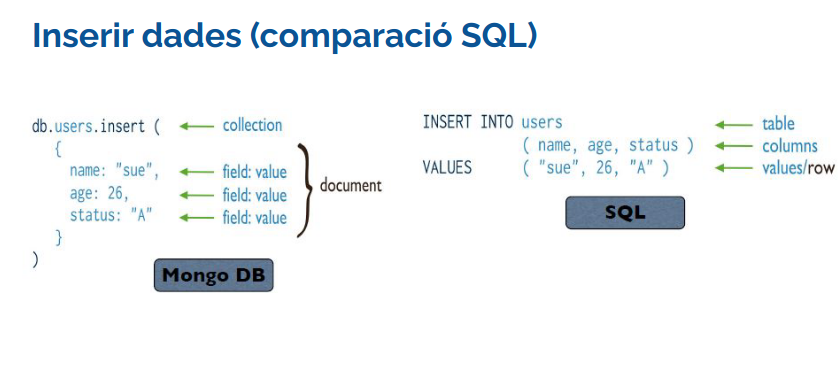 Inserir dades (comparació SQL)
db.users.insert ( collection
{
name: "sue", field: value
age: 26, field: value
status: "A" field: value
}
)
document
Mongo DB
INSERT INTO users table
( name, age, status ) columns
VALUES ( "sue", 26, "A" ) values/row
SQL